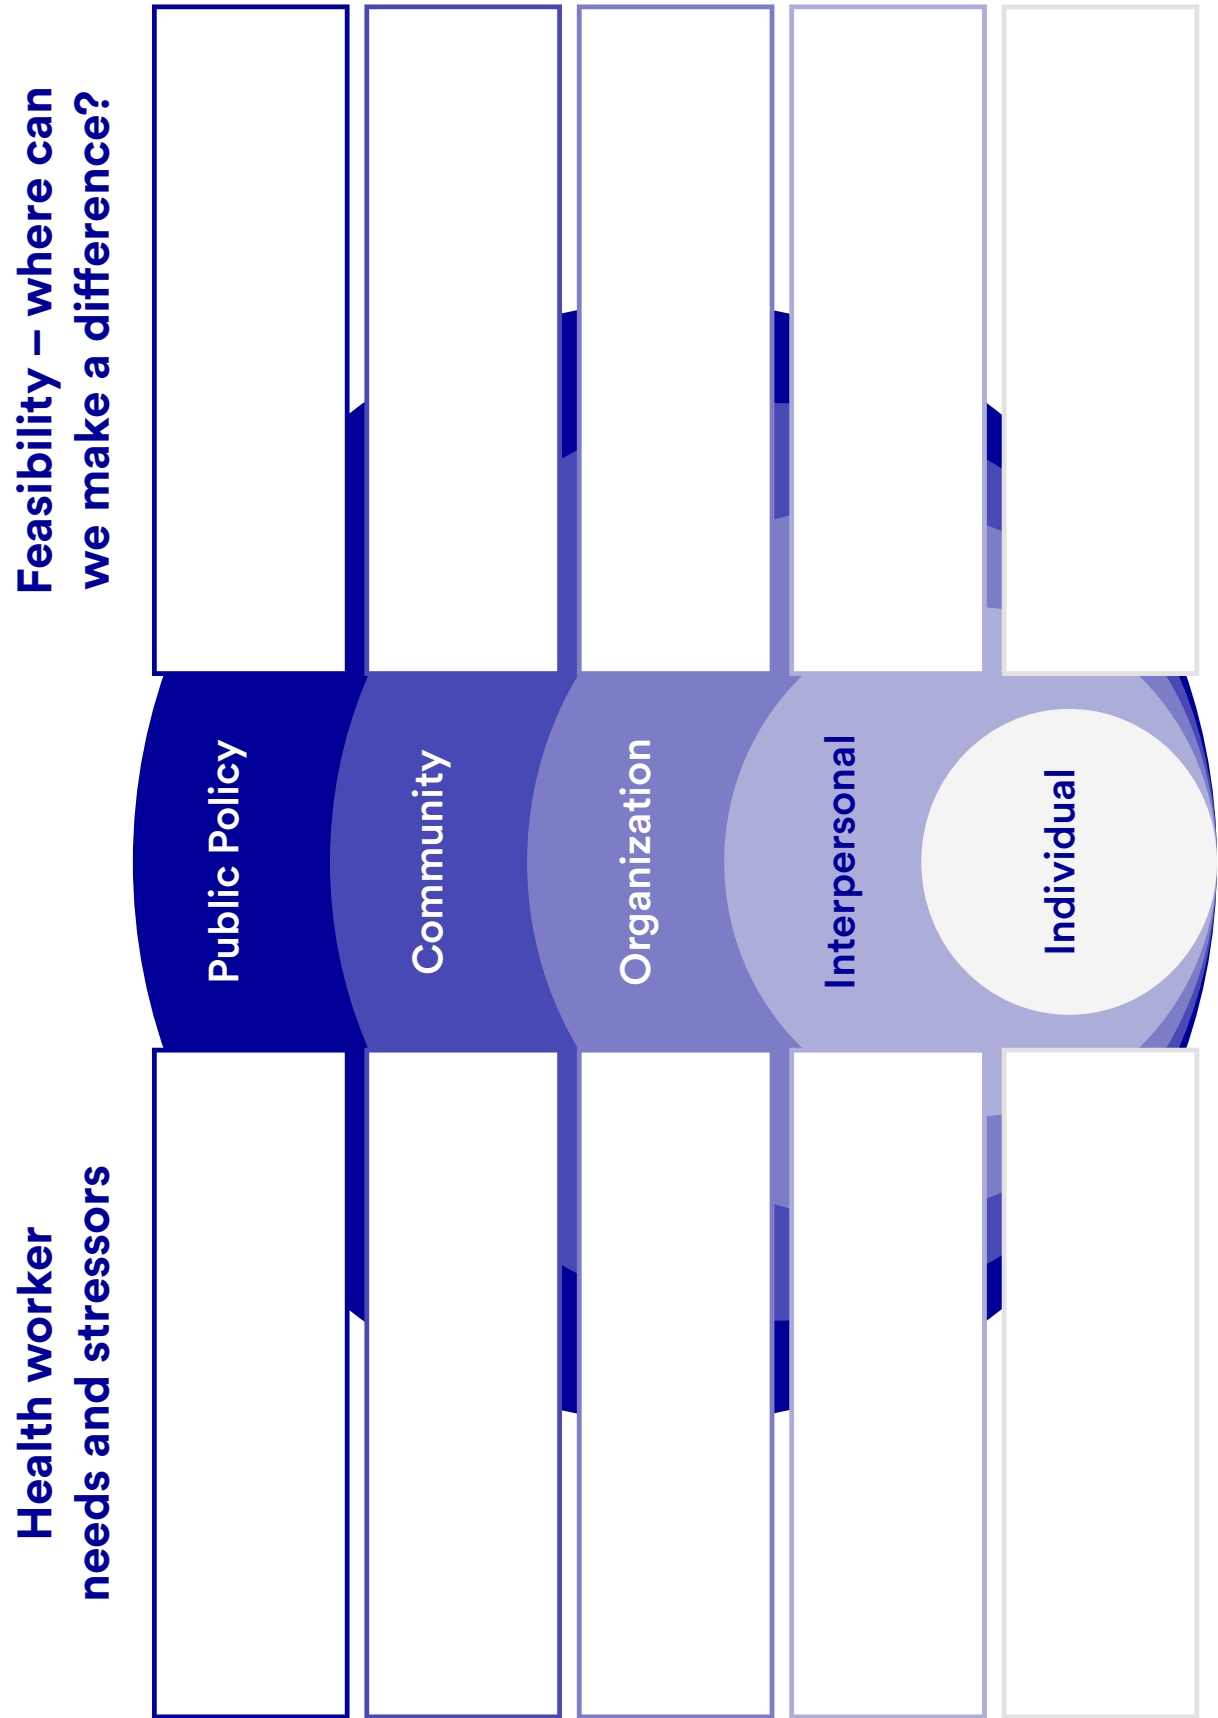 Health worker
needs and stressors
Feasibility – where can
we make a difference?
Public Policy
Community
Organization
Interpersonal
Individual